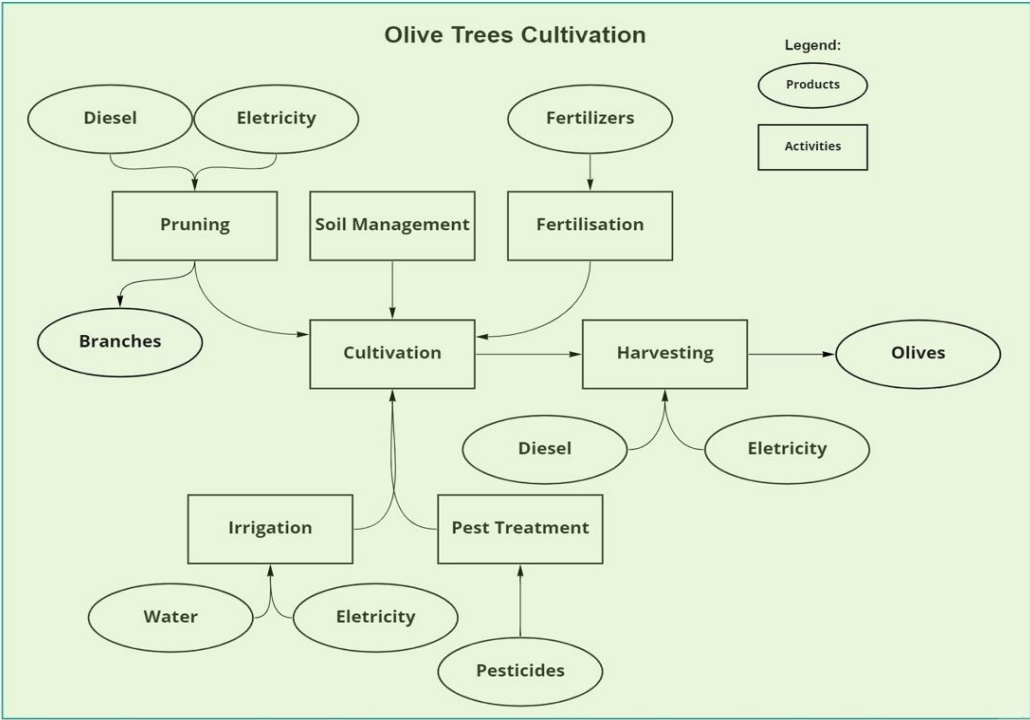 Olive Trees Cultivation
Legend:
Products
Activities
Diesel
Eletricity
Fertilizers
Pruning
Soil Management
Fertilisation
Branches
Cultivation
Harvesting
Olives
Diesel
Eletricity
Irrigation
Pest Treatment
Water
Eletricity
Pesticides